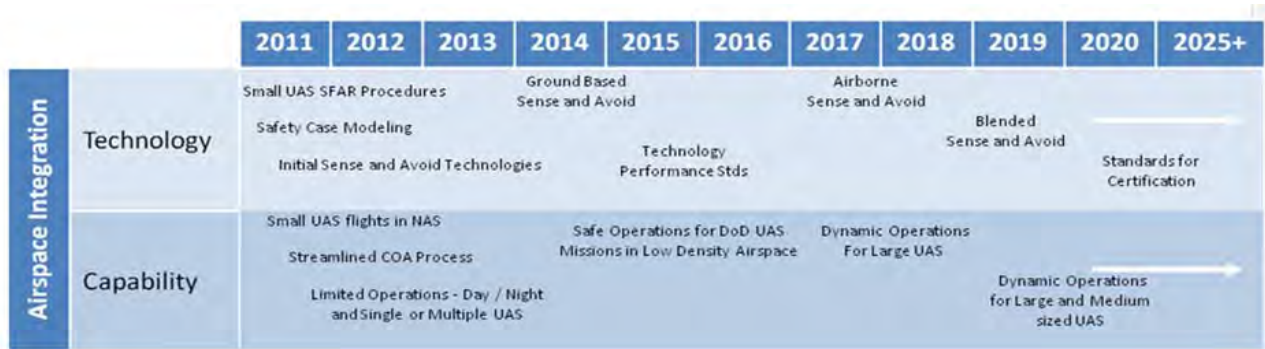 2011 2012 2013 2014 2015 2016 2017 2018 2019 2020 2025+
Airspace Integration
Technology
Small UAS SFAR Procedures
Safety Case Modeling
Initial Sense and Avoid Technologies
Ground Based
Sense and Avoid
Technology
Performance Stds
Airborne
Sense and Avoid
Blended
Sense and Avoid
Standards for
Certification
Capability
Small UAS flights in NAS
Streamlined COA Process
Limited Operations - Day / Night
and Single or Multiple UAS
Safe Operations for DoD UAS
Missions in Low Density Airspace
Dynamic Operations
For Large UAS
Dynamic Operations
for Large and Medium
sized UAS